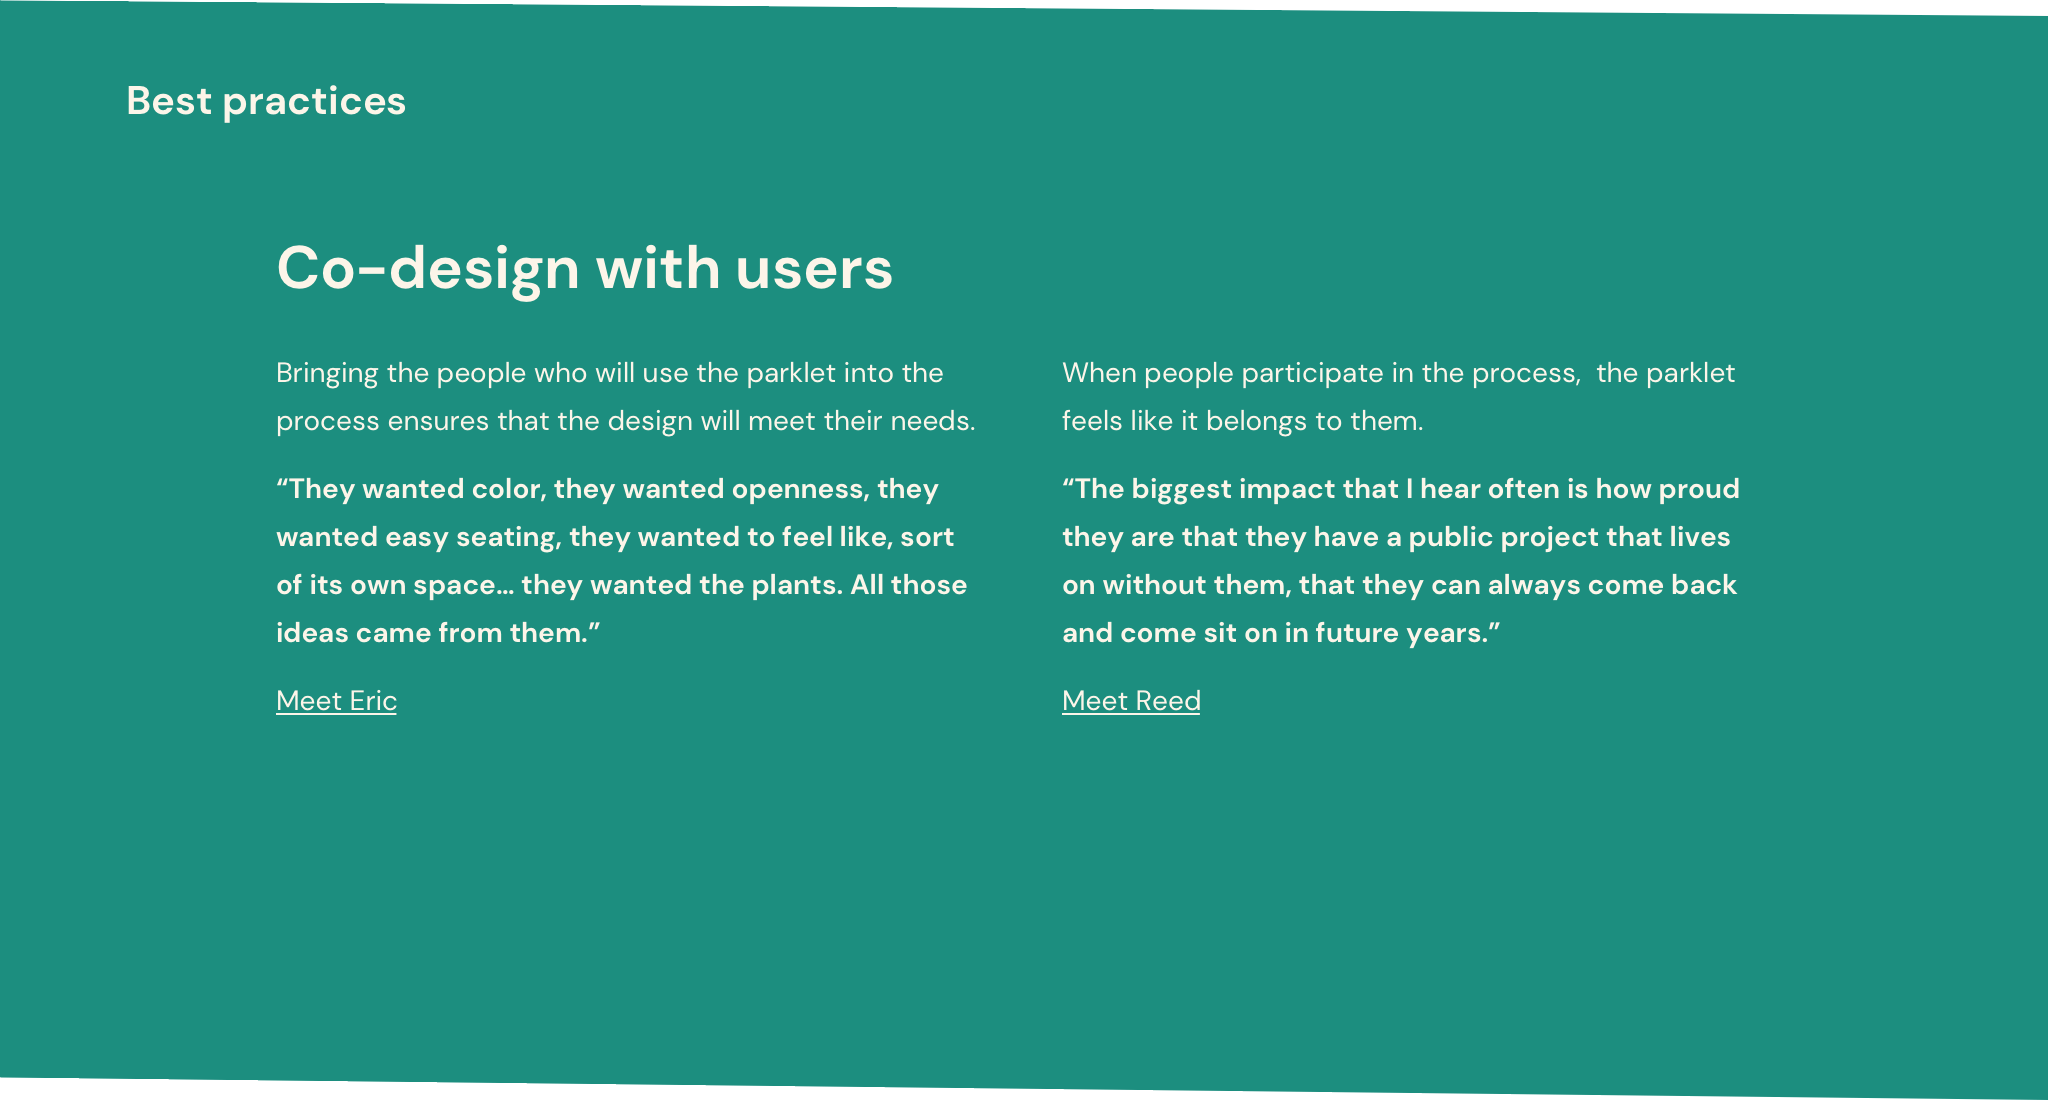 Best practices
Co-design with users
Bringing the people who will use the parklet into the
process ensures that the design will meet their needs.
“They wanted color, they wanted openness, they
wanted easy seating, they wanted to feel like, sort
of its own space... they wanted the plants. All those
ideas came from them.”
Meet Eric
When people participate in the process,  the parklet
feels like it belongs to them.
“The biggest impact that I hear often is how proud
they are that they have a public project that lives
on without them, that they can always come back
and come sit on in future years.”
Meet Reed